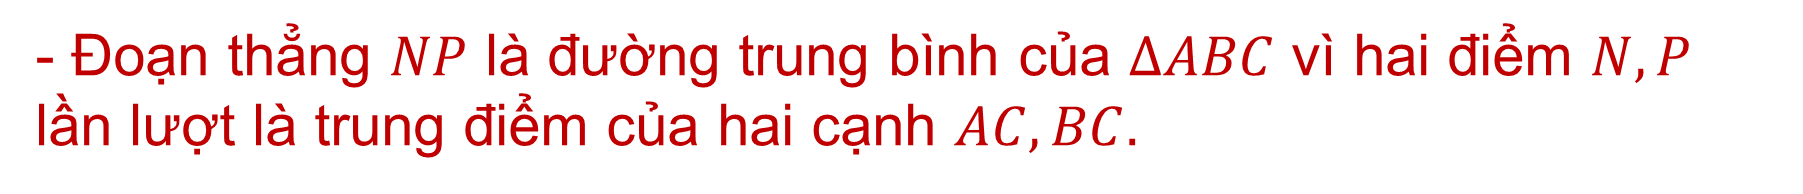 - Đoạn thẳng NP là đường trung bình của ΔABC vì hai điểm N, P
lần lượt là trung điểm của hai cạnh AC, BC.